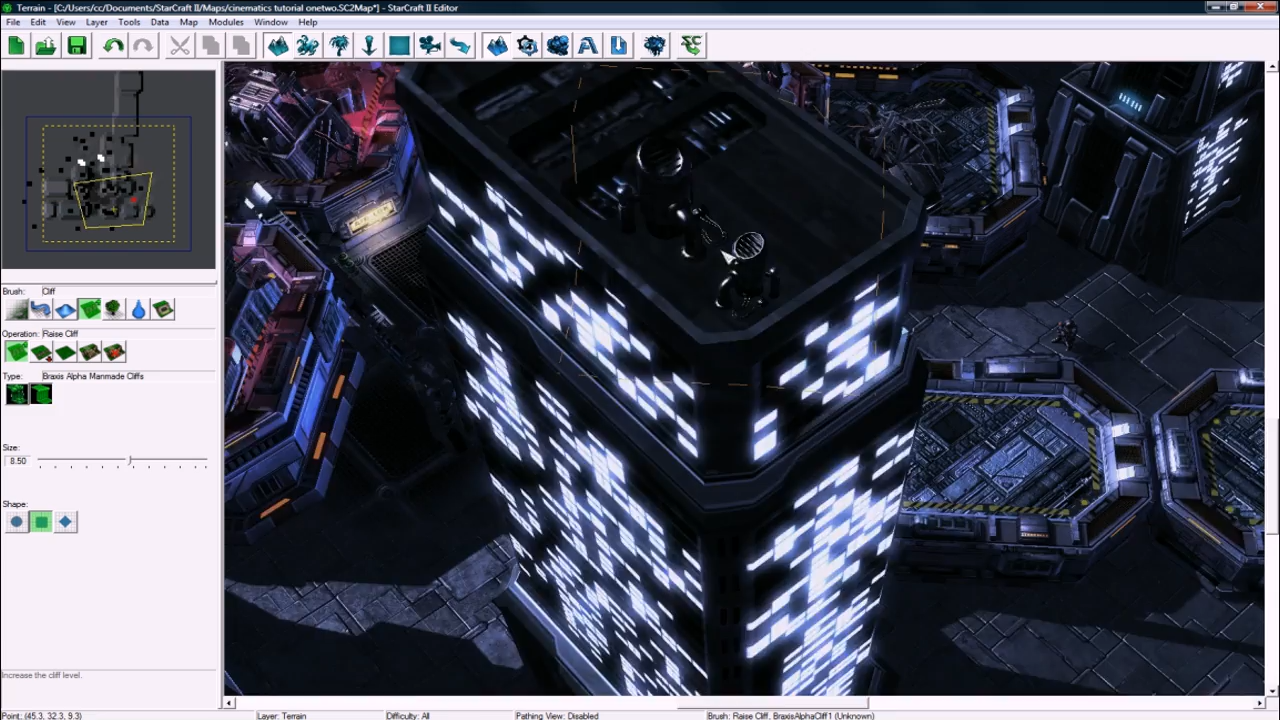 Terrain - [C:/Users/cc/Documents/StarCraft II/Maps/cinematics tutorial onetwo.SC2Map*] - StarCraft II Editor
File Edit View Layer Tools Data Map Modules Window Help
Brush: Cliff
Operation: Raise Cliff
Type: Braxis Alpha Manmade Cliffs
Size:
8.50
Shape:
Increase the cliff level.
Point: (45.3, 32.3, 9.3) Layer: Terrain Difficulty: All Pathing View: Disabled Brush: Raise Cliff, BraxisAlphaCliff1 (Unknown)